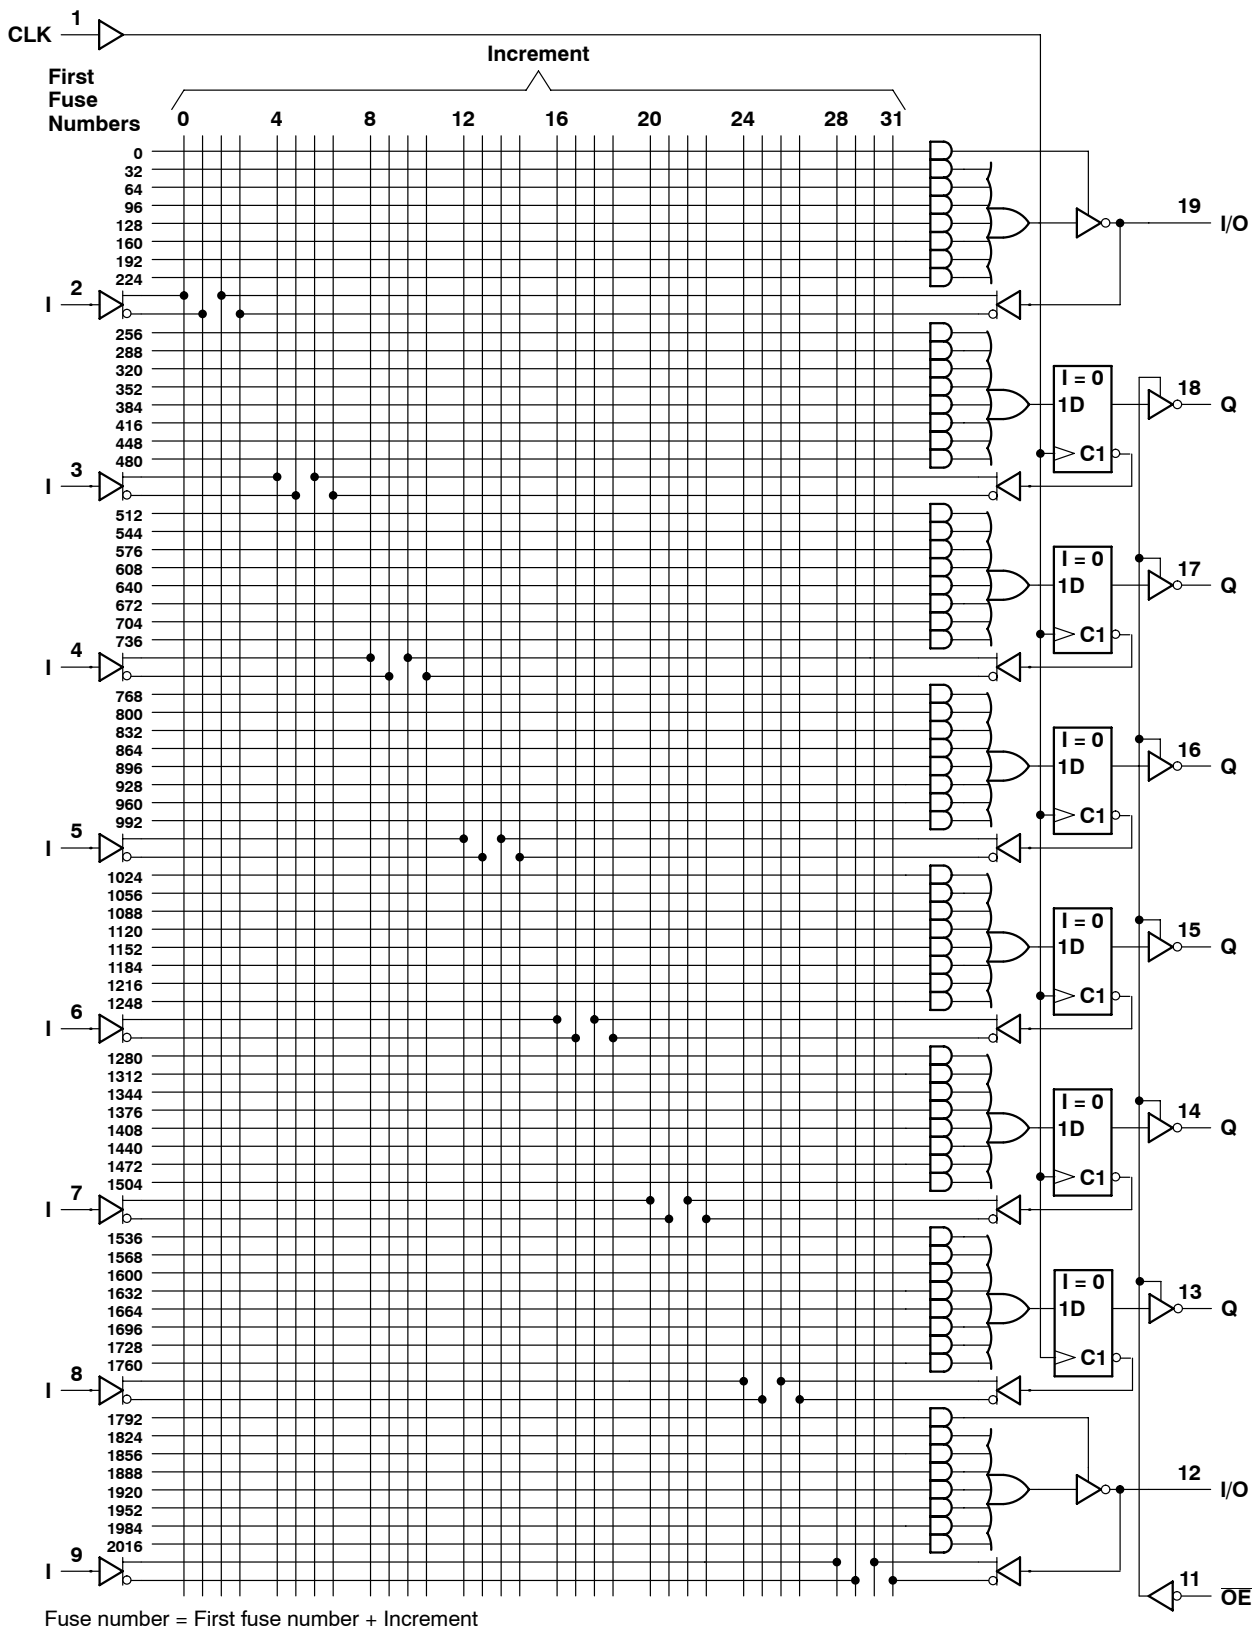 1
CLK
Increment
First
Fuse
Numbers
0 4 8 12 16 20 24 28 31
0
32
64
96
128
160
192
224
19
I/O
2
I
256
288
320
352
384
416
448
480
I = 0
1D
C1
18
Q
3
I
512
544
576
608
640
672
704
736
I = 0
1D
C1
17
Q
4
I
768
800
832
864
896
928
960
992
I = 0
1D
C1
16
Q
5
I
1024
1056
1088
1120
1152
1184
1216
1248
I = 0
1D
C1
15
Q
6
I
1280
1312
1344
1376
1408
1440
1472
1504
I = 0
1D
C1
14
Q
7
I
1536
1568
1600
1632
1664
1696
1728
1760
I = 0
1D
C1
13
Q
8
I
1792
1824
1856
1888
1920
1952
1984
2016
12
I/O
9
I
11
OE
Fuse number = First fuse number + Increment